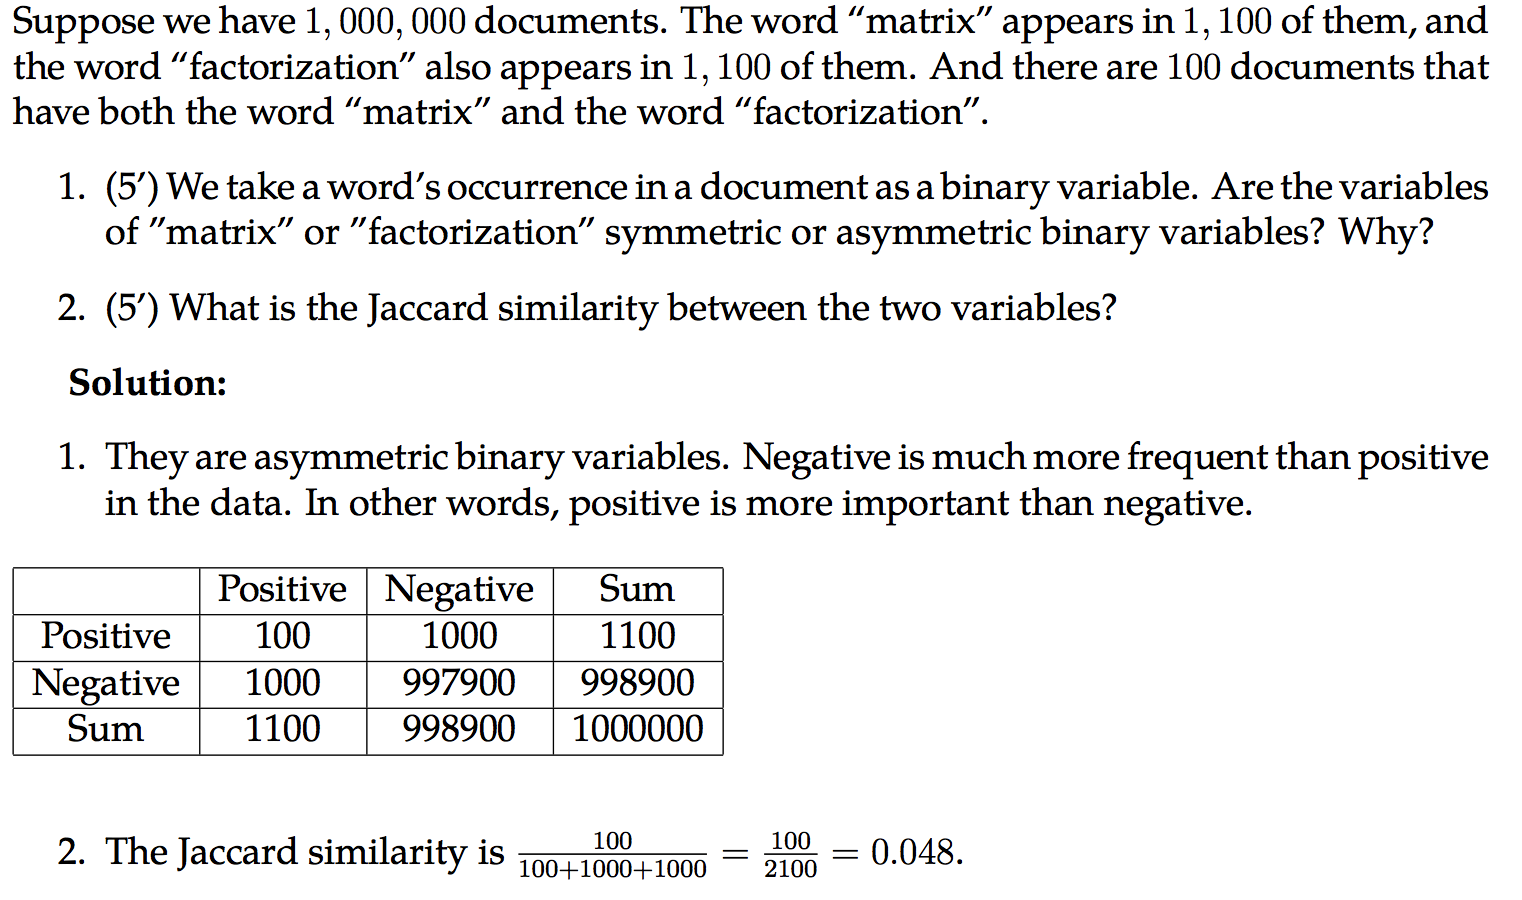 Suppose we have 1, 000, 000 documents. The word “matrix” appears in 1, 100 of them, and
the word “factorization” also appears in 1, 100 of them. And there are 100 documents that
have both the word “matrix” and the word “factorization”.
1. (5′) We take a word’s occurrence in a document as a binary variable. Are the variables
of ”matrix” or ”factorization” symmetric or asymmetric binary variables? Why?
2. (5′) What is the Jaccard similarity between the two variables?
Solution:
1. They are asymmetric binary variables. Negative is much more frequent than positive
in the data. In other words, positive is more important than negative.
Positive Negative Sum
Positive 100 1000 1100
Negative 1000 997900 998900
Sum 1100 998900 1000000
2. The Jaccard similarity is 100/(100+1000+1000) = 100/2100 = 0.048.